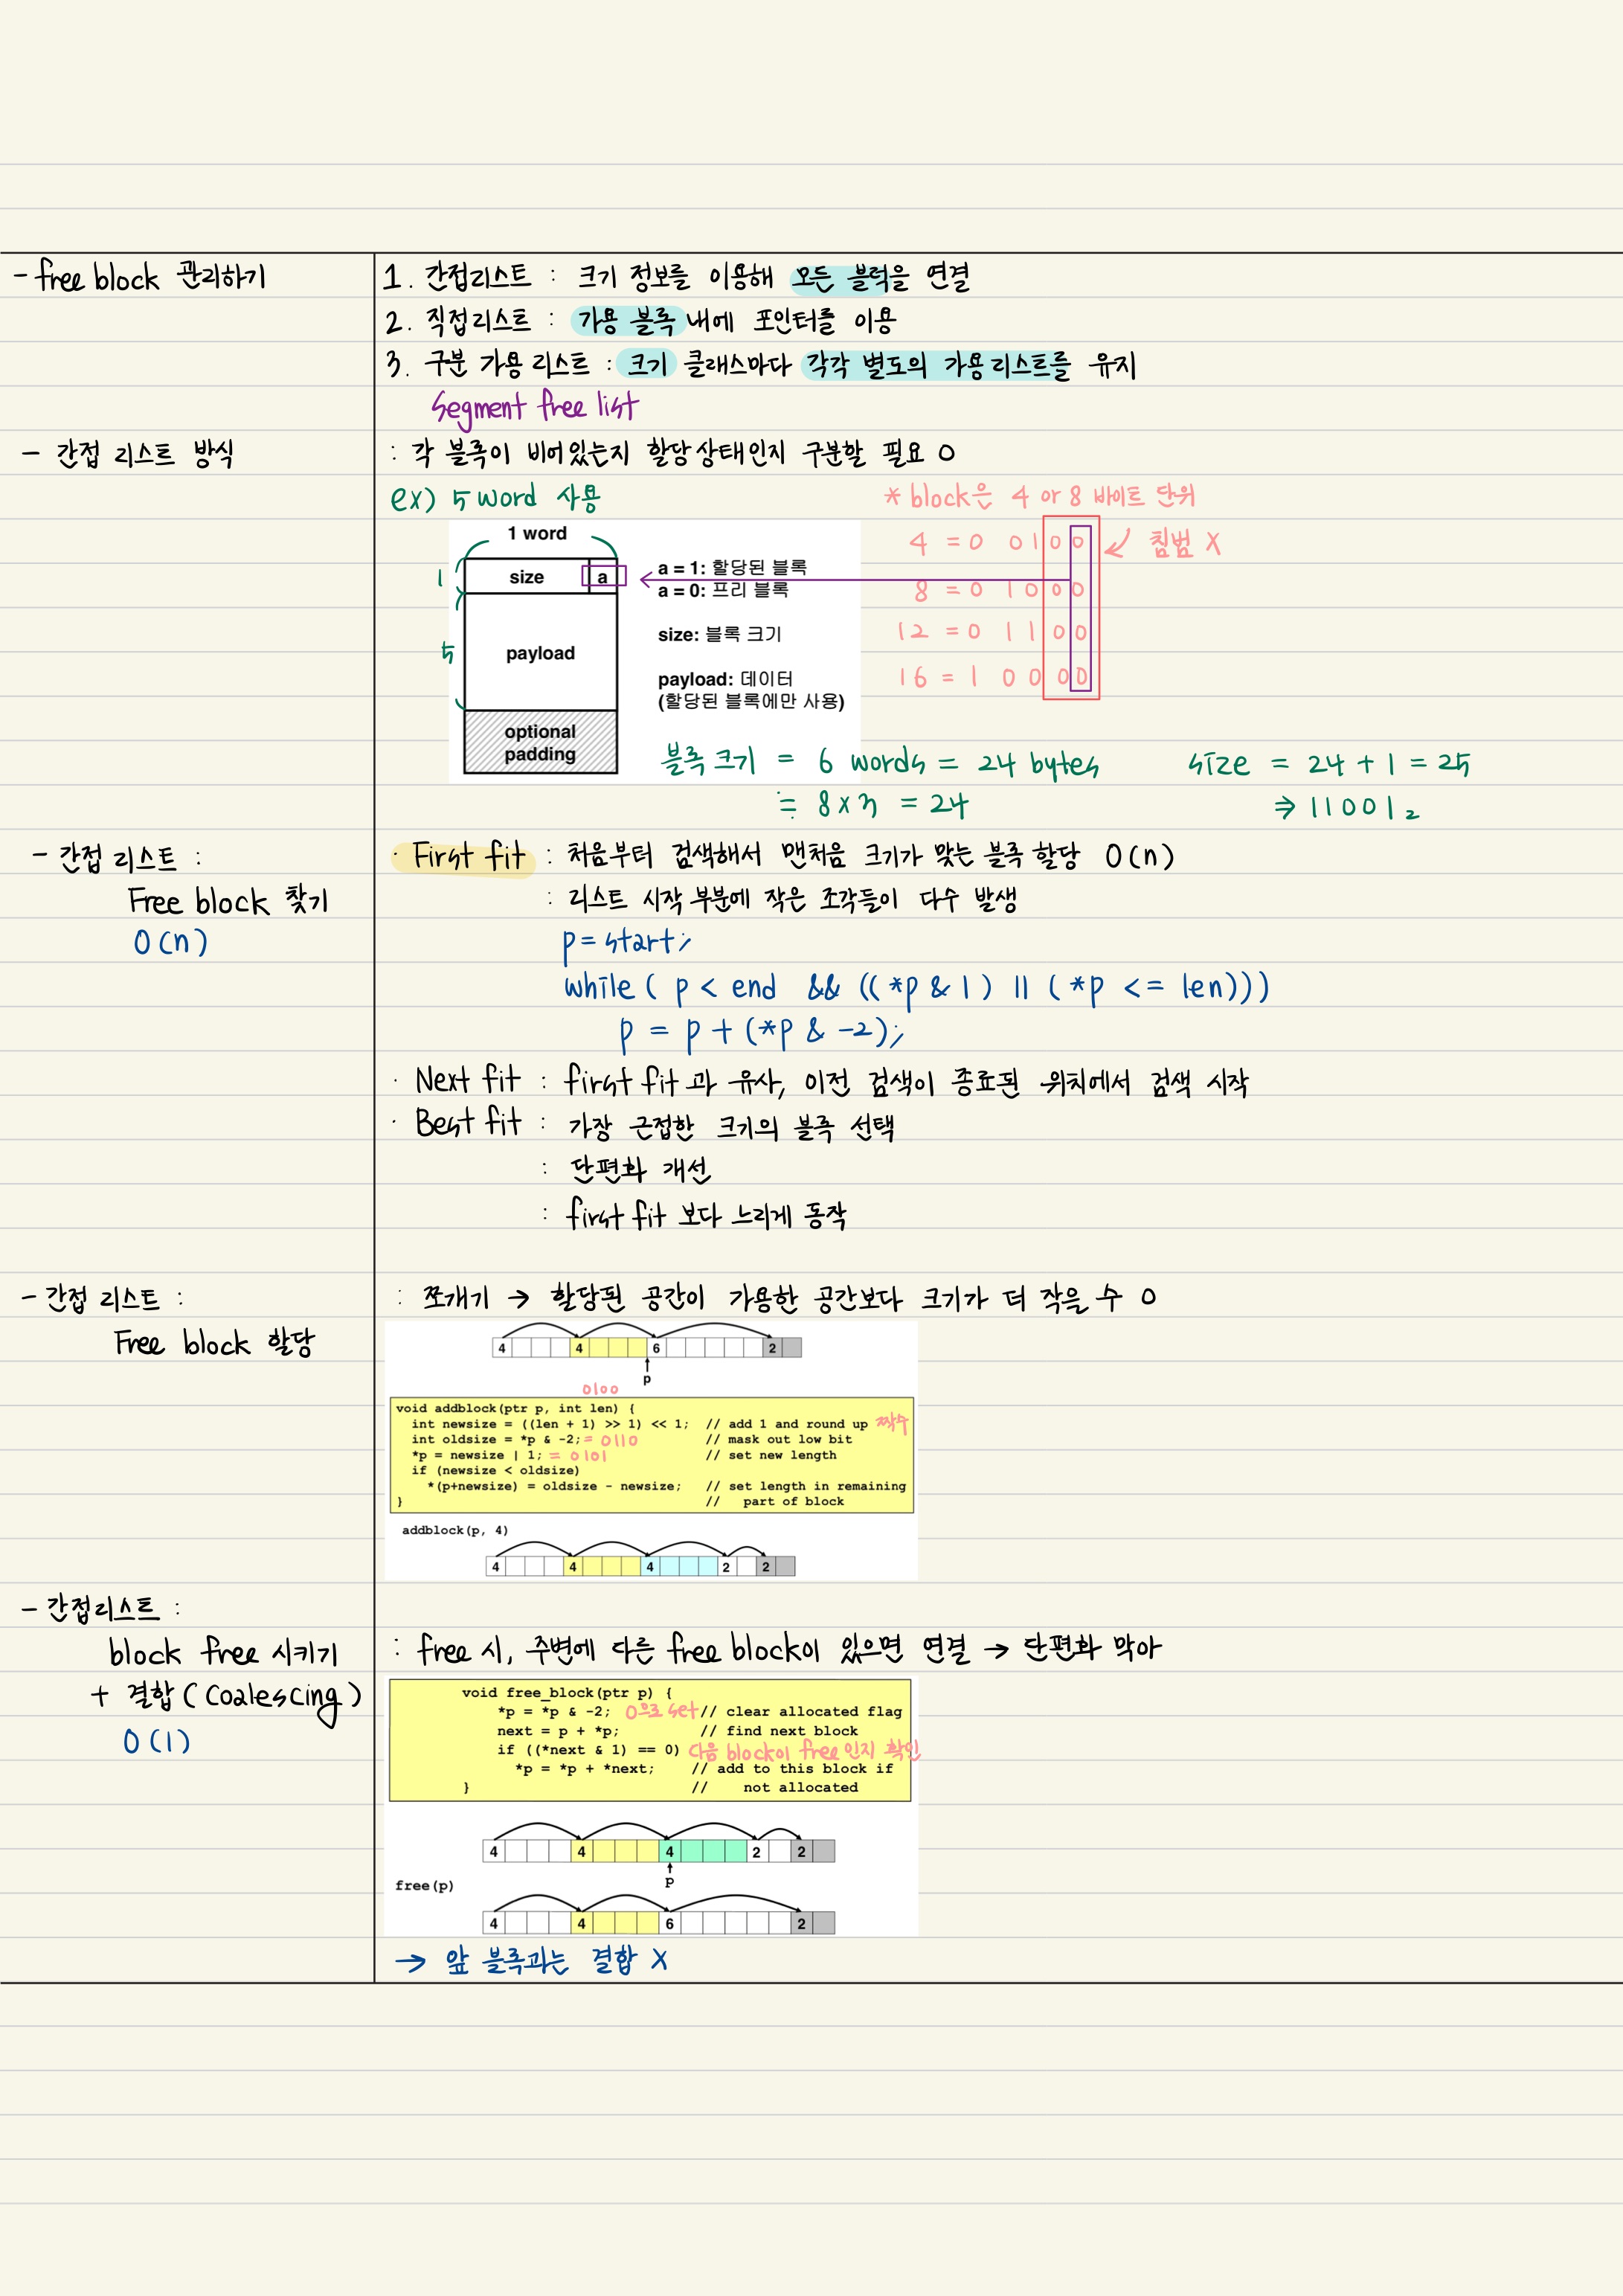 - free block 관리하기
1. 간접리스트 : 크기 정보를 이용해 모든 블럭을 연결
2. 직접리스트 : 가용 블록 내에 포인터를 이용
3. 구분 가용 리스트 : 크기 클래스마다 각각 별도의 가용리스트를 유지
segment free list
- 간접 리스트 방식
: 각 블록이 비어있는지 할당상태인지 구분할 필요 O
ex) 5 word 사용
* block은 4 or 8 바이트 단위
1 word
1
size
a
5
payload
optional
padding
a = 1: 할당된 블록
a = 0: 프리 블록
size: 블록 크기
payload: 데이터
(할당된 블록에만 사용)
4 = 0 0100
침범 X
8 = 0 1000
12 = 0 1100
16 = 1 0000
블록 크기 = 6 words = 24 bytes
= 8 x 3 = 24
size = 24 + 1 = 25
⇒ 11001₂
- 간접 리스트 :
Free block 찾기
O(n)
· First fit : 처음부터 검색해서 맨처음 크기가 맞는 블록 할당 O(n)
: 리스트 시작 부분에 작은 조각들이 다수 발생
p = start;
while ( p < end && ((*p & 1) || (*p <= len)))
p = p + (*p & -2);
· Next fit : first fit과 유사, 이전 검색이 종료된 위치에서 검색 시작
· Best fit : 가장 근접한 크기의 블록 선택
: 단편화 개선
: first fit 보다 느리게 동작
- 간접 리스트 :
Free block 할당
: 쪼개기 → 할당된 공간이 가용한 공간보다 크기가 더 작을 수 O
4 4 6 2
p
0100
void addblock(ptr p, int len) {
int newsize = ((len + 1) >> 1) << 1; // add 1 and round up 짝수
int oldsize = *p & -2; = 0110 // mask out low bit
*p = newsize | 1; = 0101 // set new length
if (newsize < oldsize)
*(p+newsize) = oldsize - newsize; // set length in remaining
} // part of block
addblock(p, 4)
4 4 4 2 2
- 간접리스트 :
block free 시키기
+ 결합 (Coalescing)
O(1)
: free 시, 주변에 다른 free block이 있으면 연결 → 단편화 막아
void free_block(ptr p) {
*p = *p & -2; 0으로 set // clear allocated flag
next = p + *p; // find next block
if ((*next & 1) == 0) 다음 block이 free인지 확인
*p = *p + *next; // add to this block if
} // not allocated
4 4 4 2 2
p
free(p)
4 4 6 2
→ 앞 블록과는 결합 X